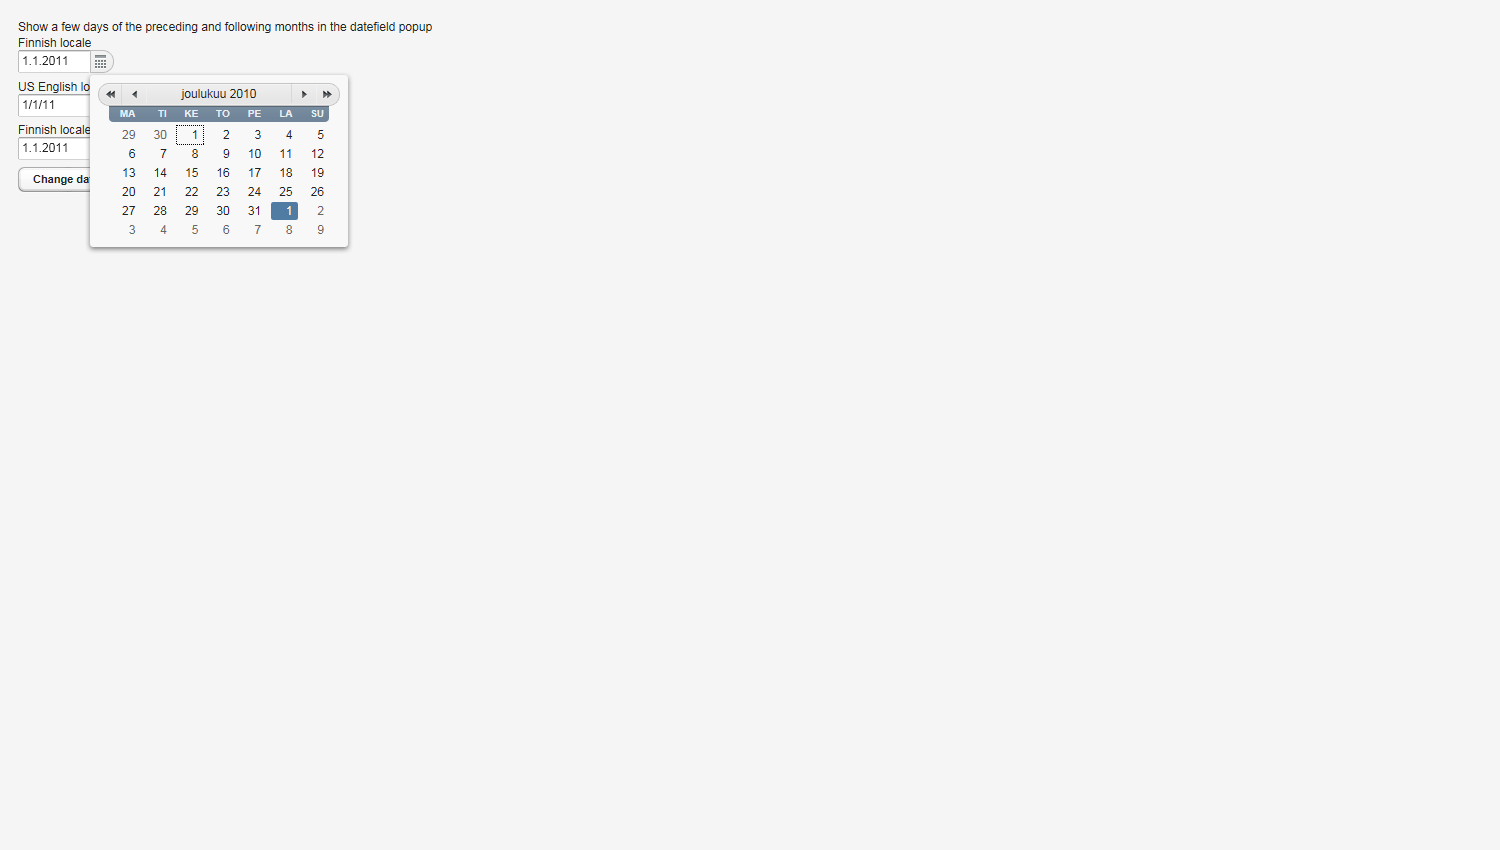 Show a few days of the preceding and following months in the datefield popup
Finnish locale
1.1.2011
US English lo
1/1/11
Finnish locale
1.1.2011
Change da
joulukuu 2010
MA TI KE TO PE LA SU
29 30 1 2 3 4 5
6 7 8 9 10 11 12
13 14 15 16 17 18 19
20 21 22 23 24 25 26
27 28 29 30 31 1 2
3 4 5 6 7 8 9